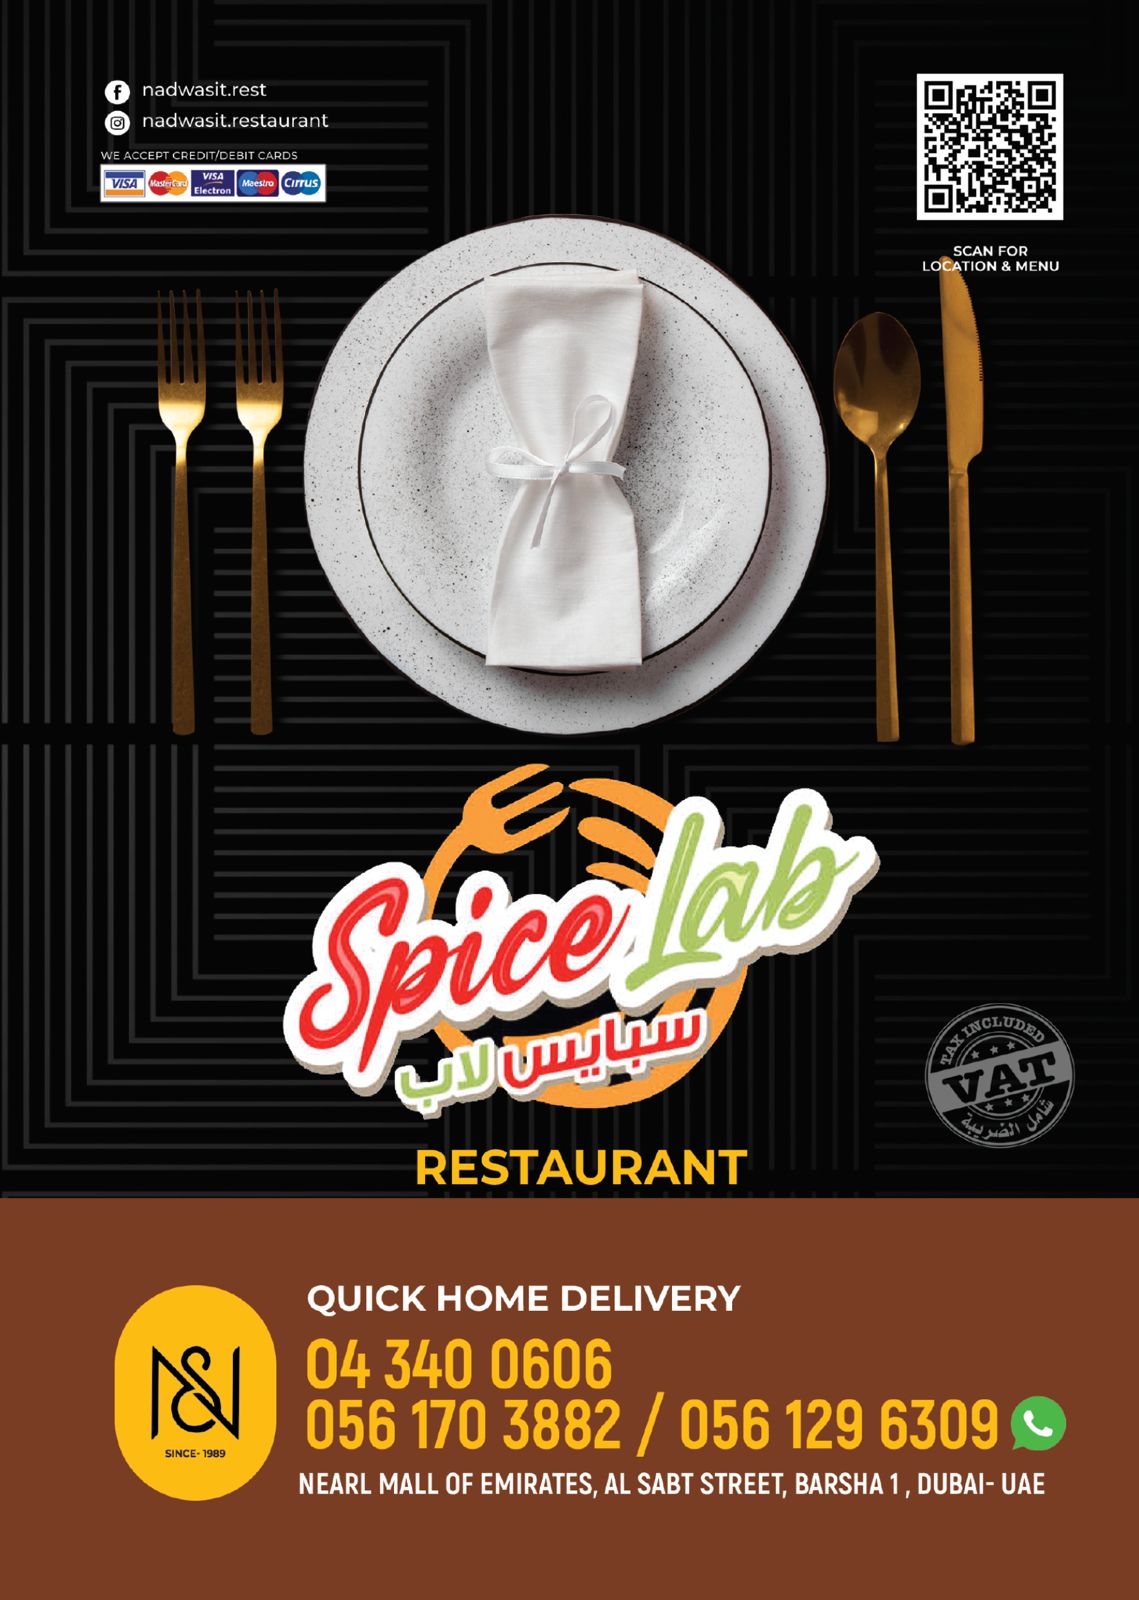 nadwasit.rest
nadwasit.restaurant
WE ACCEPT CREDIT/DEBIT CARDS
VISA MasterCard VISA Electron Maestro Cirrus
SCAN FOR
LOCATION & MENU
Spice Lab
سبايس لاب
TAX INCLUDED
VAT
شامل الضريبة
RESTAURANT
NS
SINCE- 1989
QUICK HOME DELIVERY
04 340 0606
056 170 3882 / 056 129 6309
NEARL MALL OF EMIRATES, AL SABT STREET, BARSHA 1 , DUBAI- UAE